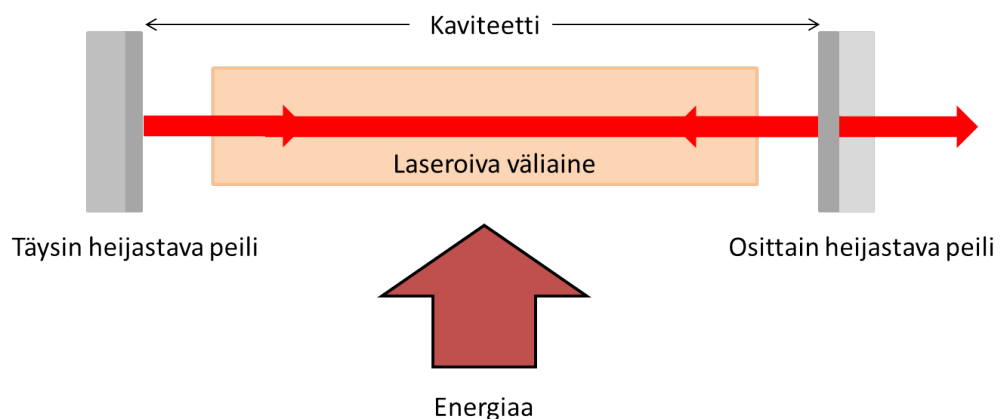 Kaviteetti
Laseroiva väliaine
Täysin heijastava peili
Osittain heijastava peili
Energiaa